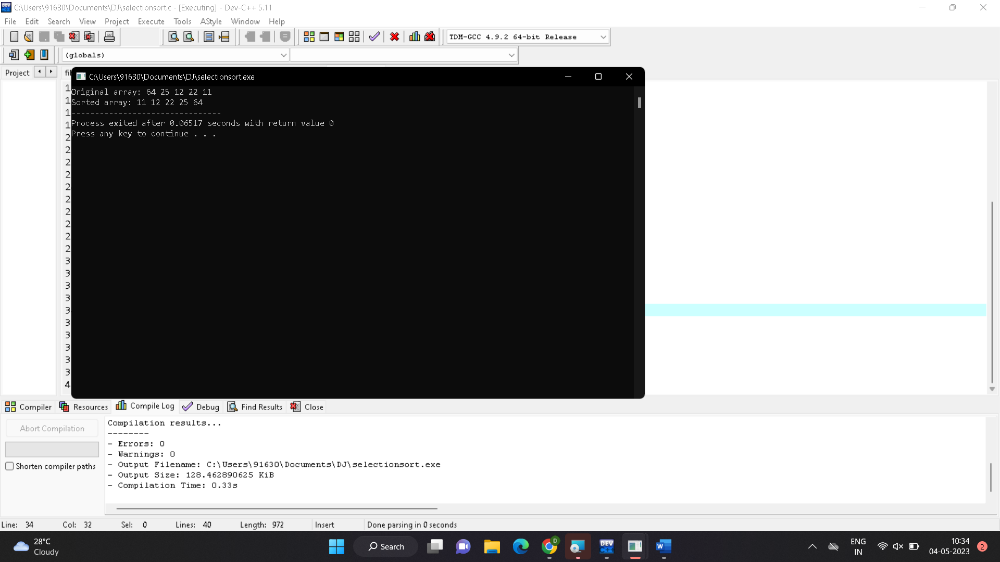 C:\Users\91630\Documents\DJ\selectionsort.c - [Executing] - Dev-C++ 5.11
File Edit Search View Project Execute Tools AStyle Window Help
TDM-GCC 4.9.2 64-bit Release
(globals)
Project
C:\Users\91630\Documents\DJ\selectionsort.exe
Original array: 64 25 12 22 11
Sorted array: 11 12 22 25 64
--------------------------------
Process exited after 0.06517 seconds with return value 0
Press any key to continue . . .
Compiler Resources Compile Log Debug Find Results Close
Abort Compilation
Shorten compiler paths
Compilation results...
--------
- Errors: 0
- Warnings: 0
- Output Filename: C:\Users\91630\Documents\DJ\selectionsort.exe
- Output Size: 128.462890625 KiB
- Compilation Time: 0.33s
Line: 34 Col: 32 Sel: 0 Lines: 40 Length: 972 Insert Done parsing in 0 seconds
28°C
Cloudy
Search
DEV C++
D
W
ENG
IN
10:34
04-05-2023
2